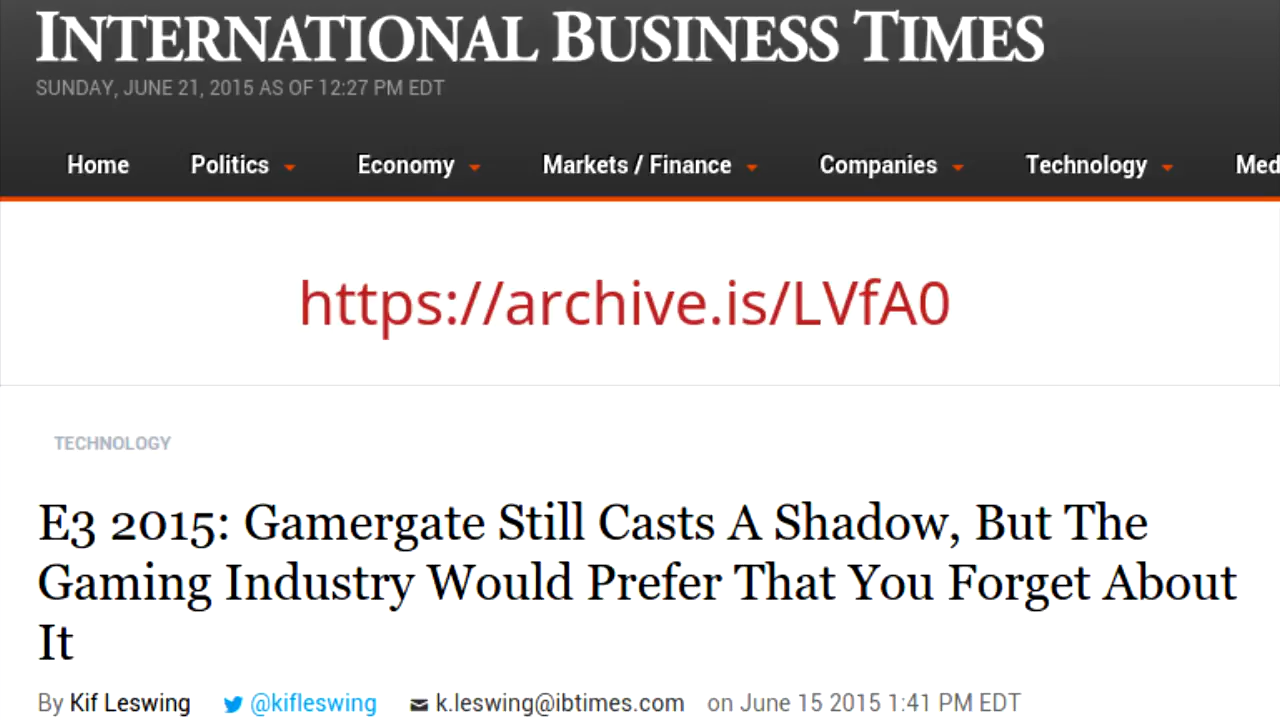 INTERNATIONAL BUSINESS TIMES
SUNDAY, JUNE 21, 2015 AS OF 12:27 PM EDT
Home Politics Economy Markets / Finance Companies Technology Med
https://archive.is/LVfA0
TECHNOLOGY
E3 2015: Gamergate Still Casts A Shadow, But The
Gaming Industry Would Prefer That You Forget About
It
By Kif Leswing @kifleswing k.leswing@ibtimes.com on June 15 2015 1:41 PM EDT